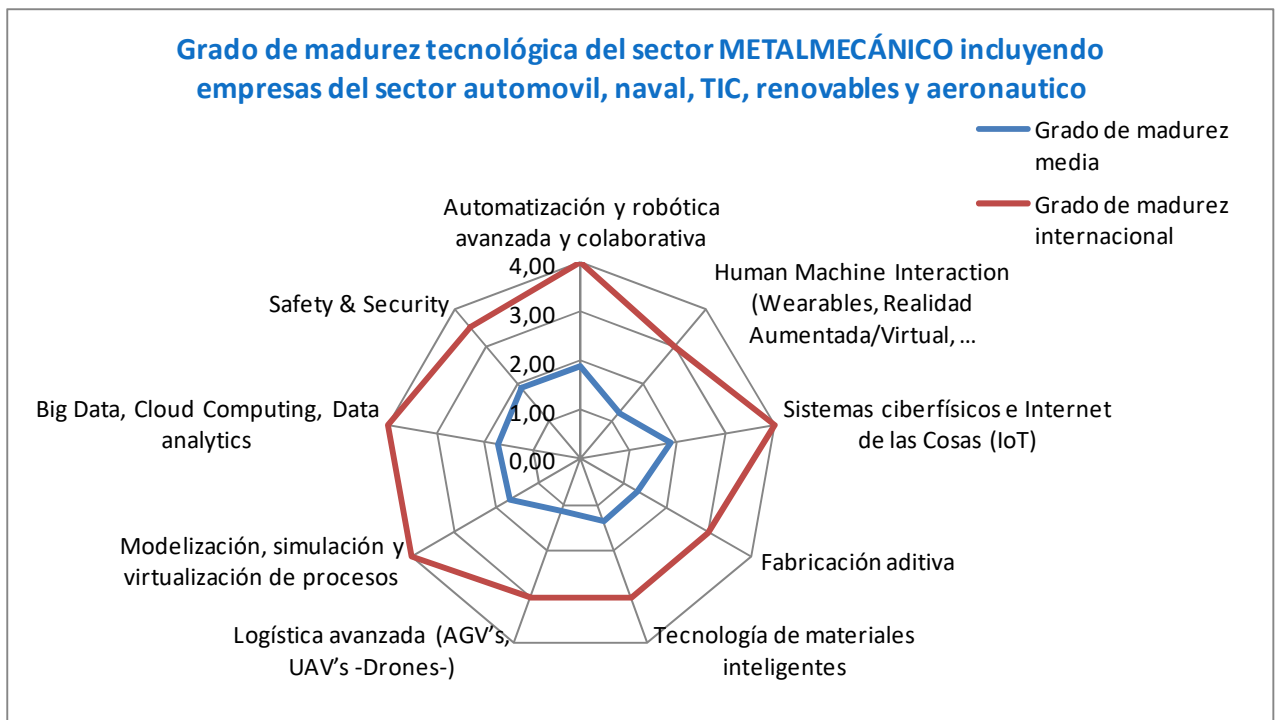 Grado de madurez tecnológica del sector METALMECÁNICO incluyendo
empresas del sector automovil, naval, TIC, renovables y aeronautico
Grado de madurez
media
Grado de madurez
internacional
Automatización y robótica
avanzada y colaborativa
Human Machine Interaction
(Wearables, Realidad
Aumentada/Virtual, ...
Sistemas ciberfísicos e Internet
de las Cosas (IoT)
Fabricación aditiva
Tecnología de materiales
inteligentes
Logística avanzada (AGV's,
UAV's -Drones-)
Modelización, simulación y
virtualización de procesos
Big Data, Cloud Computing, Data
analytics
Safety & Security
4,00
3,00
2,00
1,00
0,00